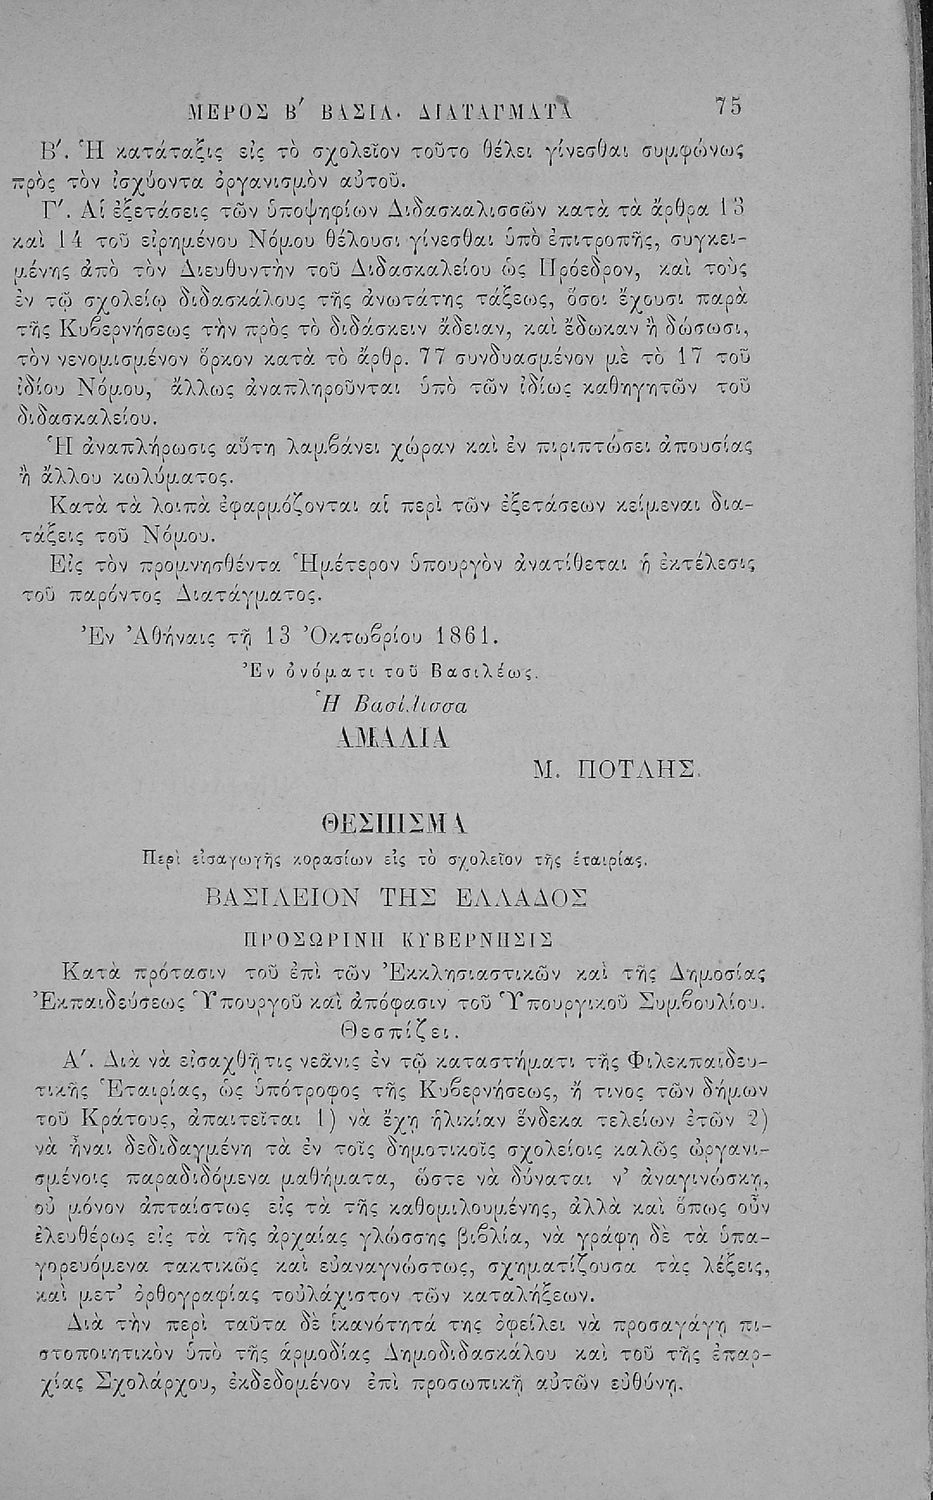 ΜΕΡΟΣ Β΄ ΒΑΣΙΛ. ΔΙΑΤΑΓΜΑΤΑ 75
Β΄. Ἡ κατάταξις εἰς τὸ σχολεῖον τοῦτο θέλει γίνεσθαι συμφώνως
πρὸς τὸν ἰσχύοντα ὀργανισμὸν αὐτοῦ.
Γ΄. Αἱ ἐξετάσεις τῶν ὑποψηφίων Διδασκαλισσῶν κατὰ τὰ ἄρθρα 13
καὶ 14 τοῦ εἰρημένου Νόμου θέλουσι γίνεσθαι ὑπὸ ἐπιτροπῆς, συγκει-
μένης ἀπὸ τὸν Διευθυντὴν τοῦ Διδασκαλείου ὡς Πρόεδρον, καὶ τοὺς
ἐν τῷ σχολείῳ διδασκάλους τῆς ἀνωτάτης τάξεως, ὅσοι ἔχουσι παρὰ
τῆς Κυβερνήσεως τὴν πρὸς τὸ διδάσκειν ἄδειαν, καὶ ἔδωκαν ἢ δώσωσι,
τὸν νενομισμένον ὅρκον κατὰ τὸ ἄρθρ. 77 συνδυασμένον μὲ τὸ 17 τοῦ
ἰδίου Νόμου, ἄλλως ἀναπληροῦνται ὑπὸ τῶν ἰδίως καθηγητῶν τοῦ
διδασκαλείου.
Ἡ ἀναπλήρωσις αὕτη λαμβάνει χώραν καὶ ἐν πιριπτώσει ἀπουσίας
ἢ ἄλλου κωλύματος.
Κατὰ τὰ λοιπὰ ἐφαρμόζονται αἱ περὶ τῶν ἐξετάσεων κείμεναι δια-
τάξεις τοῦ Νόμου.
Εἰς τὸν προμνησθέντα Ἡμέτερον ὑπουργὸν ἀνατίθεται ἡ ἐκτέλεσις
τοῦ παρόντος Διατάγματος.
Ἐν Ἀθήναις τῇ 13 Ὀκτωβρίου 1861.
Ἐν ὀνόματι τοῦ Βασιλέως.
Ἡ Βασίλισσα
ΑΜΑΛΙΑ
Μ. ΠΟΤΛΗΣ.
ΘΕΣΠΙΣΜΑ
Περὶ εἰσαγωγῆς κορασίων εἰς τὸ σχολεῖον τῆς ἑταιρίας.
ΒΑΣΙΛΕΙΟΝ ΤΗΣ ΕΛΛΑΔΟΣ
ΠΡΟΣΩΡΙΝΗ ΚΥΒΕΡΝΗΣΙΣ
Κατὰ πρότασιν τοῦ ἐπὶ τῶν Ἐκκλησιαστικῶν καὶ τῆς Δημοσίας
Ἐκπαιδεύσεως Ὑπουργοῦ καὶ ἀπόφασιν τοῦ Ὑπουργικοῦ Συμβουλίου.
Θεσπίζει.
Α΄. Διὰ νὰ εἰσαχθῇ τις νεᾶνις ἐν τῷ καταστήματι τῆς Φιλεκπαιδευ-
τικῆς Ἑταιρίας, ὡς ὑπότροφος τῆς Κυβερνήσεως, ἤ τινος τῶν δήμων
τοῦ Κράτους, ἀπαιτεῖται 1) νὰ ἔχῃ ἡλικίαν ἕνδεκα τελείων ἐτῶν 2)
νὰ ἦναι δεδιδαγμένη τὰ ἐν τοῖς δημοτικοῖς σχολείοις καλῶς ὠργανι-
σμένοις παραδιδόμενα μαθήματα, ὥστε νὰ δύναται ν᾽ ἀναγινώσκῃ,
οὐ μόνον ἀπταίστως εἰς τὰ τῆς καθομιλουμένης, ἀλλὰ καὶ ὅπως οὖν
ἐλευθέρως εἰς τὰ τῆς ἀρχαίας γλώσσης βιβλία, νὰ γράφῃ δὲ τὰ ὑπα-
γορευόμενα τακτικῶς καὶ εὐαναγνώστως, σχηματίζουσα τὰς λέξεις,
καὶ μετ᾽ ὀρθογραφίας τοὐλάχιστον τῶν καταλήξεων.
Διὰ τὴν περὶ ταῦτα δὲ ἱκανότητά της ὀφείλει νὰ προσαγάγῃ πι-
στοποιητικὸν ὑπὸ τῆς ἁρμοδίας Δημοδιδασκάλου καὶ τοῦ τῆς ἐπαρ-
χίας Σχολάρχου, ἐκδεδομένον ἐπὶ προσωπικῇ αὐτῶν εὐθύνῃ.